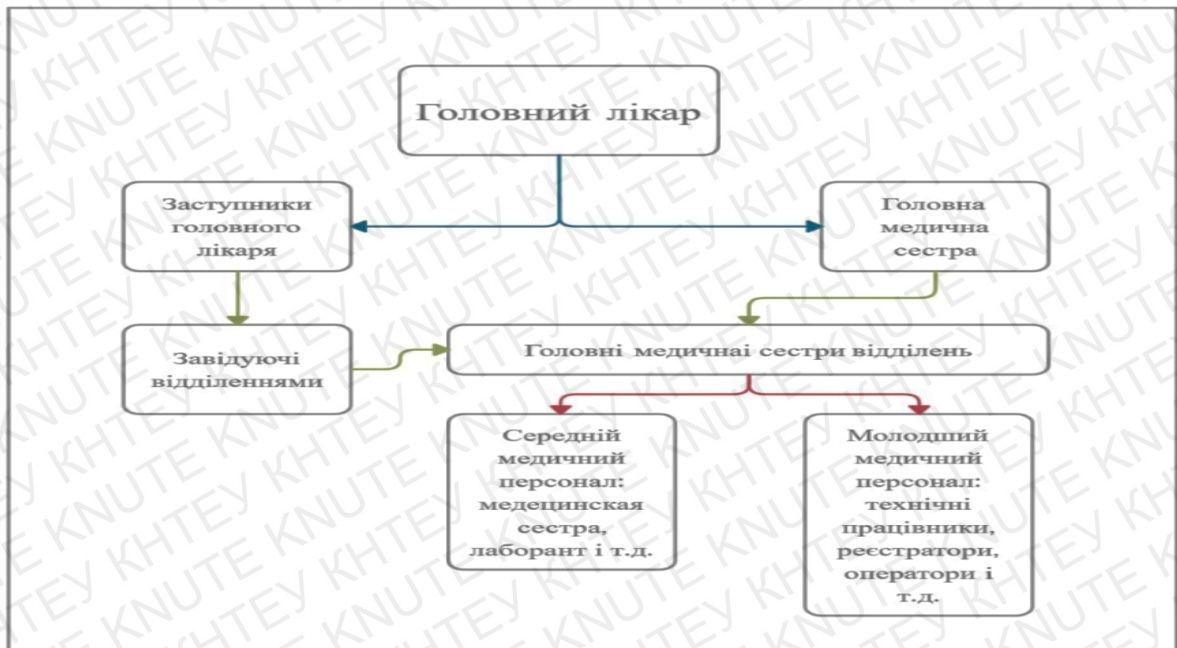 Головний лікар
Заступники
головного
лікаря
Головна
медична
сестра
Завідуючі
відділеннями
Головні медичнаі сестри відділень
Середній
медичний
персонал:
медецинская
сестра,
лаборант і т.д.
Молодший
медичний
персонал:
технічні
працівники,
реєстратори,
оператори і
т.д.